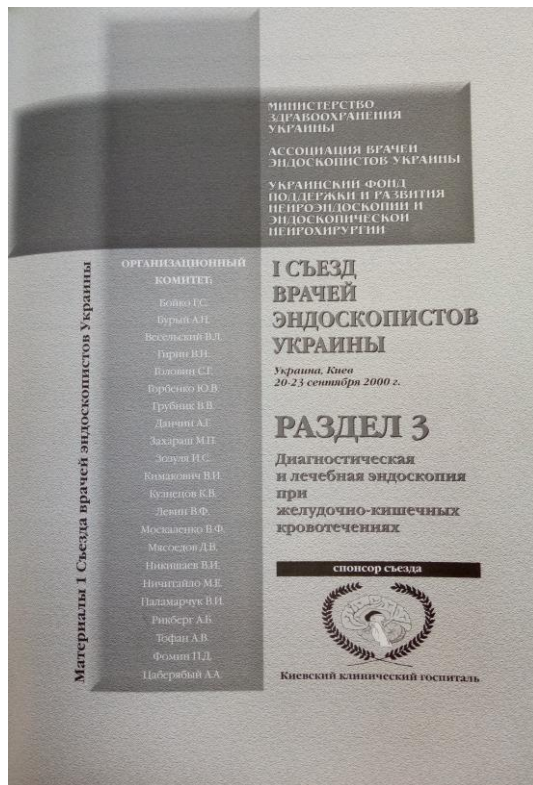 МИНИСТЕРСТВО
ЗДРАВООХРАНЕНИЯ
УКРАИНЫ
АССОЦИАЦИЯ ВРАЧЕЙ
ЭНДОСКОПИСТОВ УКРАИНЫ
УКРАИНСКИЙ ФОНД
ПОДДЕРЖКИ И РАЗВИТИЯ
НЕЙРОЭНДОСКОПИИ И
ЭНДОСКОПИЧЕСКОЙ
НЕЙРОХИРУРГИИ
Материалы 1 Съезда врачей эндоскопистов Украины
ОРГАНИЗАЦИОННЫЙ
КОМИТЕТ:
Бойко Г.С.
Бурый А.Н.
Весельский В.Л.
Гирин В.Н.
Головин С.Г.
Горбенко Ю.В.
Грубник В.В.
Данчин А.Г.
Захараш М.П.
Зозуля И.С.
Кимакович В.И.
Кузнецов К.В.
Левин В.Ф.
Москаленко В.Ф.
Мясоедов Д.В.
Никишаев В.И.
Ничитайло М.Е.
Паламарчук В.И.
Рикберг А.Б.
Тофан А.В.
Фомин П.Д.
Цаберябый А.А.
I СЪЕЗД
ВРАЧЕЙ
ЭНДОСКОПИСТОВ
УКРАИНЫ
Украина, Киев
20-23 сентября 2000 г.
РАЗДЕЛ 3
Диагностическая
и лечебная эндоскопия
при
желудочно-кишечных
кровотечениях
спонсор съезда
Киевский клинический госпиталь